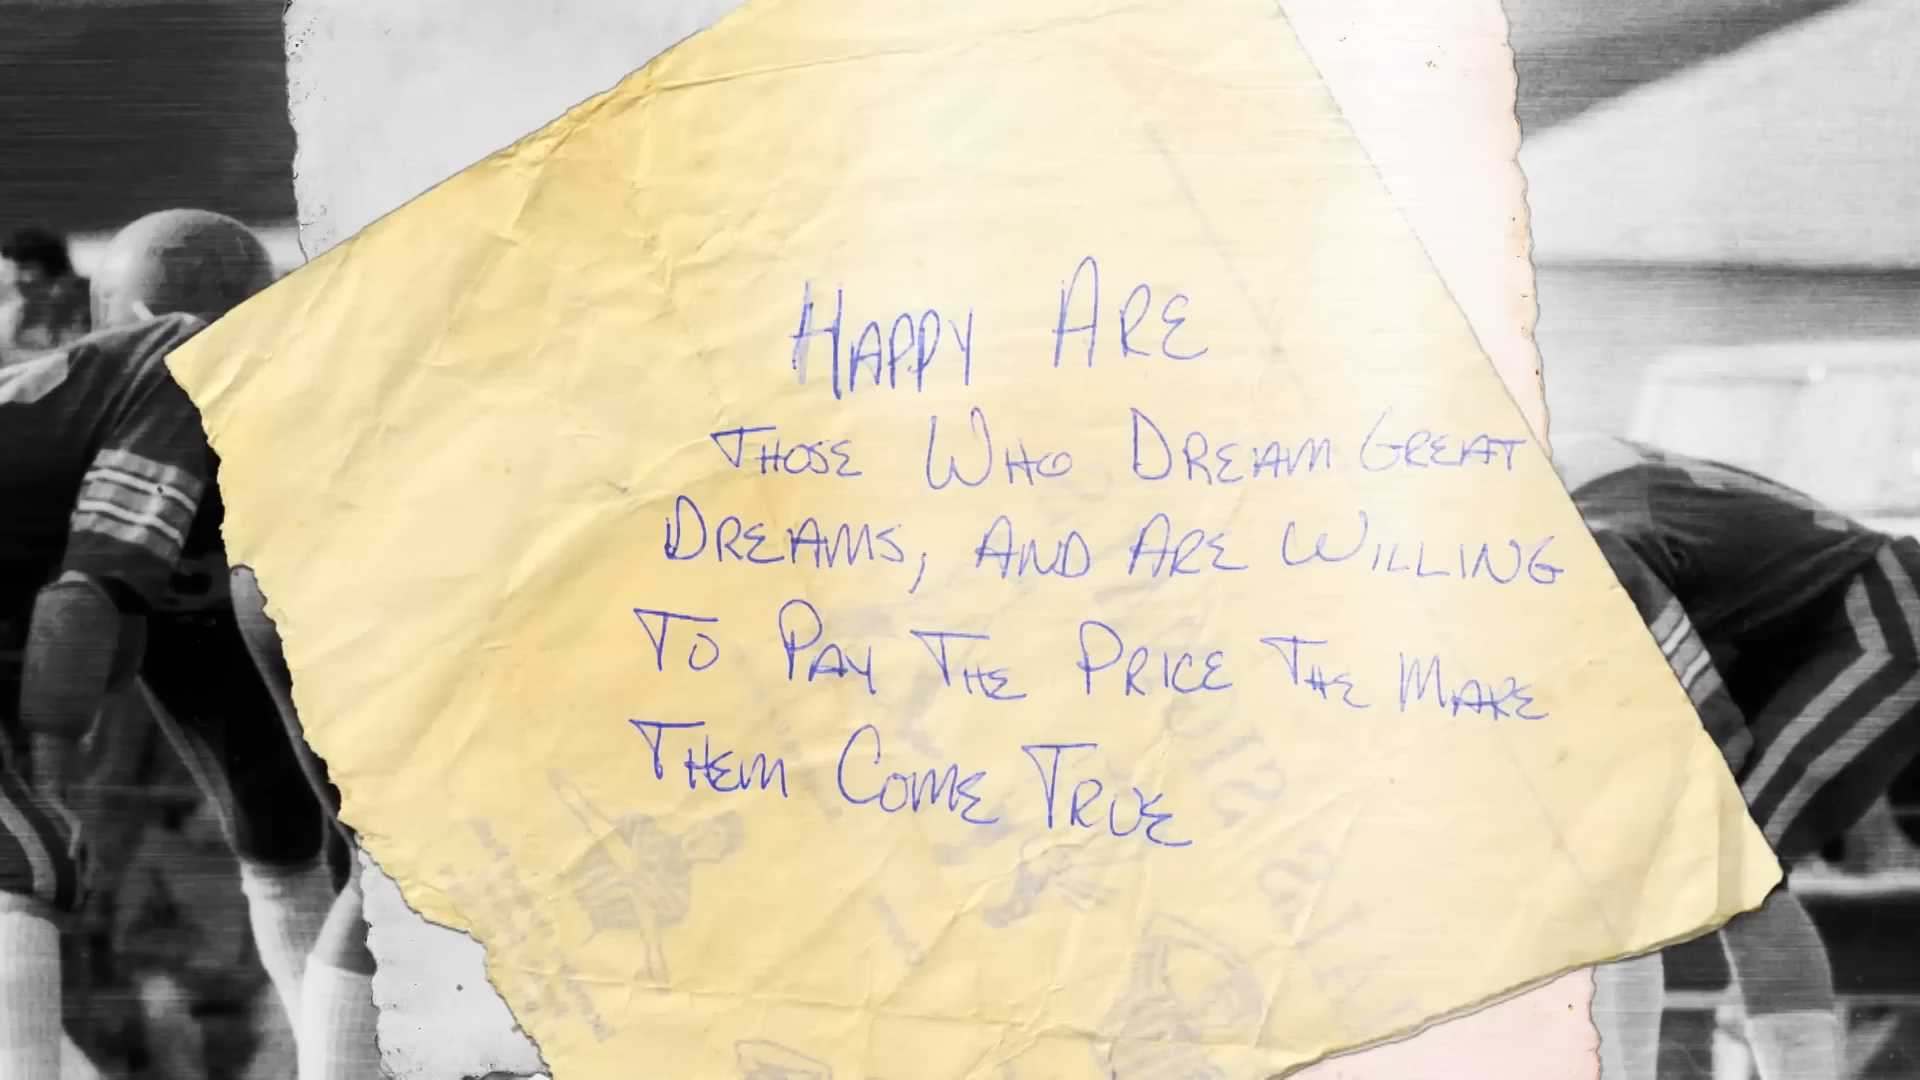 HAPPY ARE
THOSE WHO DREAM GREAT
DREAMS, AND ARE WILLING
TO PAY THE PRICE THE MAKE
THEM COME TRUE